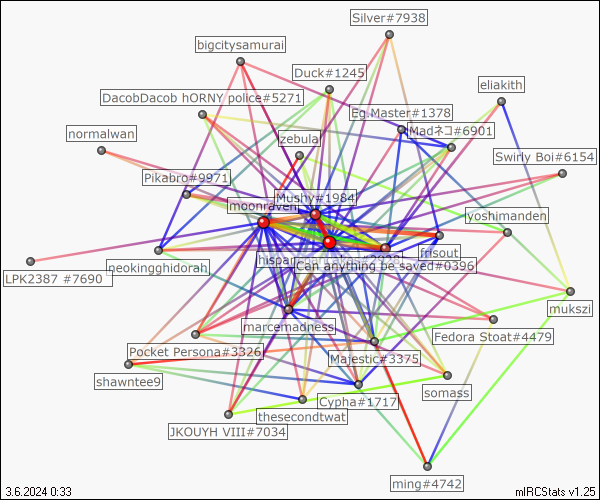 Silver#7938
bigcitysamurai
Duck#1245
eliakith
DacobDacob hORNY police#5271
Eg.Master#1378
normalwan
zebula
Madネコ#6901
Swirly Boi#6154
Pikabro#9971
Mushy#1984
moonraven
lyoshimanden
frisout
neokingghidorah
Can anything be saved#0396
LPK2387 #7690
mukszi
marcemadness
Fedora Stoat#4479
Pocket Persona#3326
Majestic#3375
shawntee9
somass
Cypha#1717
thesecondtwat
JKOUYH VIII#7034
ming#4742
3.6.2024 0:33
mIRCStats v1.25